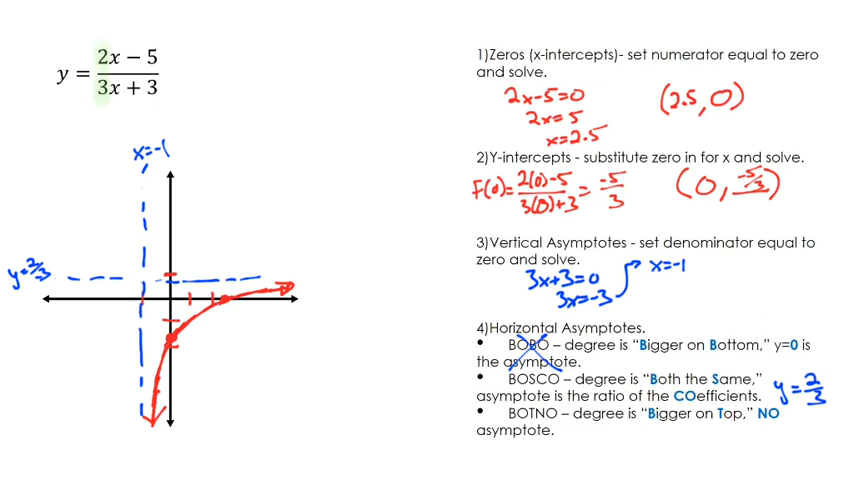 y = \frac{2x - 5}{3x + 3}
x=-1
y=2/3
1)Zeros (x-intercepts)- set numerator equal to zero
and solve.
2x-5=0
2x=5
x=2.5
(2.5, 0)
2)Y-intercepts - substitute zero in for x and solve.
F(0)= \frac{2(0)-5}{3(0)+3} = \frac{-5}{3}
(0, -5/3)
3)Vertical Asymptotes - set denominator equal to
zero and solve.
3x+3=0
3x=-3
x=-1
4)Horizontal Asymptotes.
• BOBO – degree is “Bigger on Bottom,” y=0 is
the asymptote.
• BOSCO – degree is “Both the Same,”
asymptote is the ratio of the COefficients.
y= \frac{2}{3}
• BOTNO – degree is “Bigger on Top,” NO
asymptote.